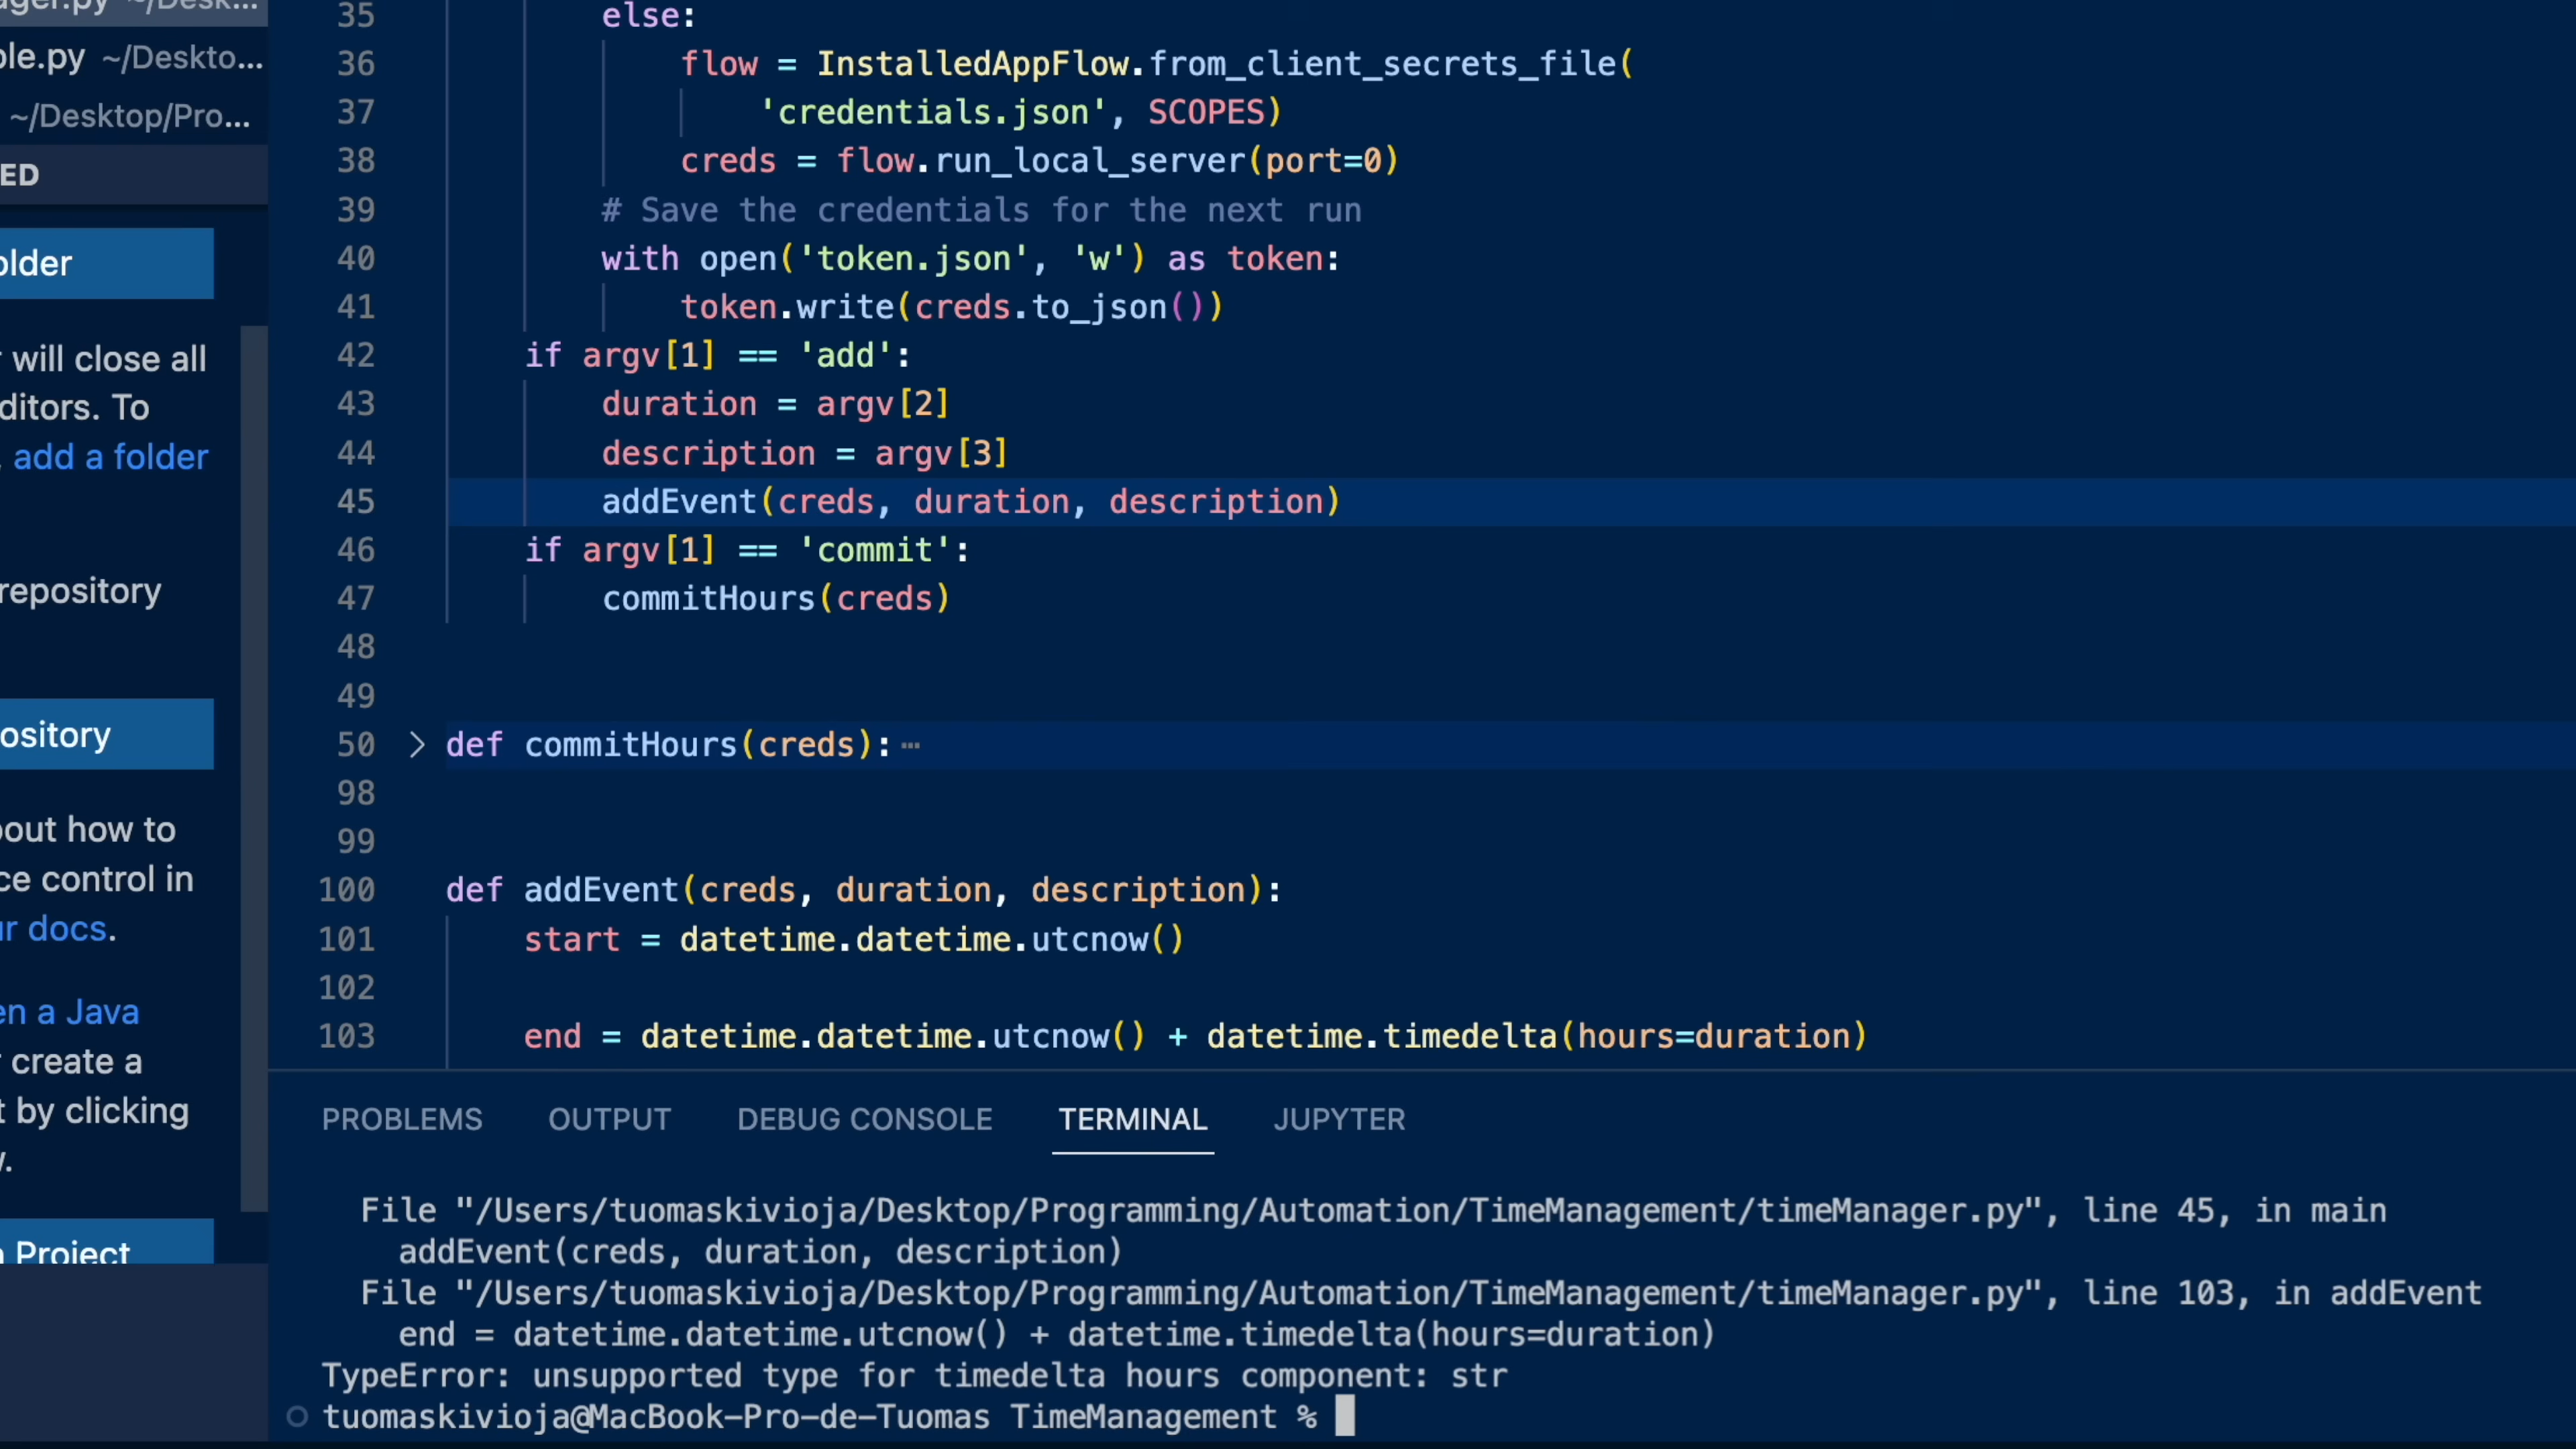 ager.py ~/Desk...
ble.py ~/Deskto...
~/Desktop/Pro...
ED
older
will close all
ditors. To
, add a folder
repository
ository
bout how to
ce control in
ur docs.
en a Java
create a
t by clicking
w.
n Project
35 else:
36 flow = InstalledAppFlow.from_client_secrets_file(
37 'credentials.json', SCOPES)
38 creds = flow.run_local_server(port=0)
39 # Save the credentials for the next run
40 with open('token.json', 'w') as token:
41 token.write(creds.to_json())
42 if argv[1] == 'add':
43 duration = argv[2]
44 description = argv[3]
45 addEvent(creds, duration, description)
46 if argv[1] == 'commit':
47 commitHours(creds)
48
49
50 def commitHours(creds):…
98
99
100 def addEvent(creds, duration, description):
101 start = datetime.datetime.utcnow()
102
103 end = datetime.datetime.utcnow() + datetime.timedelta(hours=duration)
PROBLEMS OUTPUT DEBUG CONSOLE TERMINAL JUPYTER
File "/Users/tuomaskivioja/Desktop/Programming/Automation/TimeManagement/timeManager.py", line 45, in main
addEvent(creds, duration, description)
File "/Users/tuomaskivioja/Desktop/Programming/Automation/TimeManagement/timeManager.py", line 103, in addEvent
end = datetime.datetime.utcnow() + datetime.timedelta(hours=duration)
TypeError: unsupported type for timedelta hours component: str
tuomaskivioja@MacBook-Pro-de-Tuomas TimeManagement %